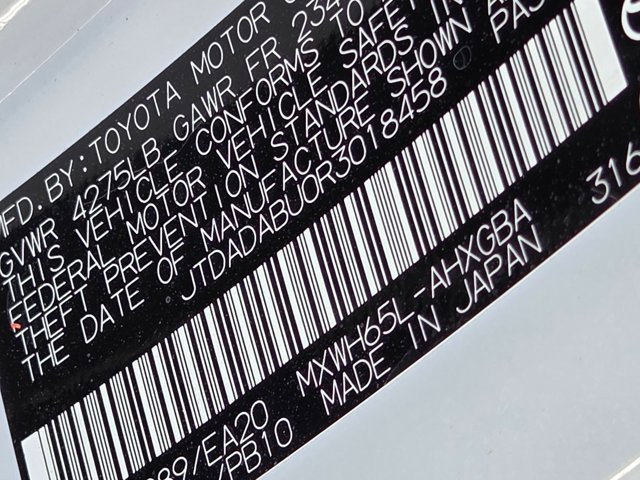 MFD.BY:TOYOTA MOTOR
GVWR 4275LB GAWR FR 234
THIS VEHICLE CONFORMS TO
FEDERAL MOTOR VEHICLE SAFETY IN
THEFT PREVENTION STANDARDS
THE DATE OF MANUFACTURE SHOWN A
JTDADABU0R3018458 PAS
MXWH65L-AHXGBA 316
089/EA20 MADE IN JAPAN
/PB10